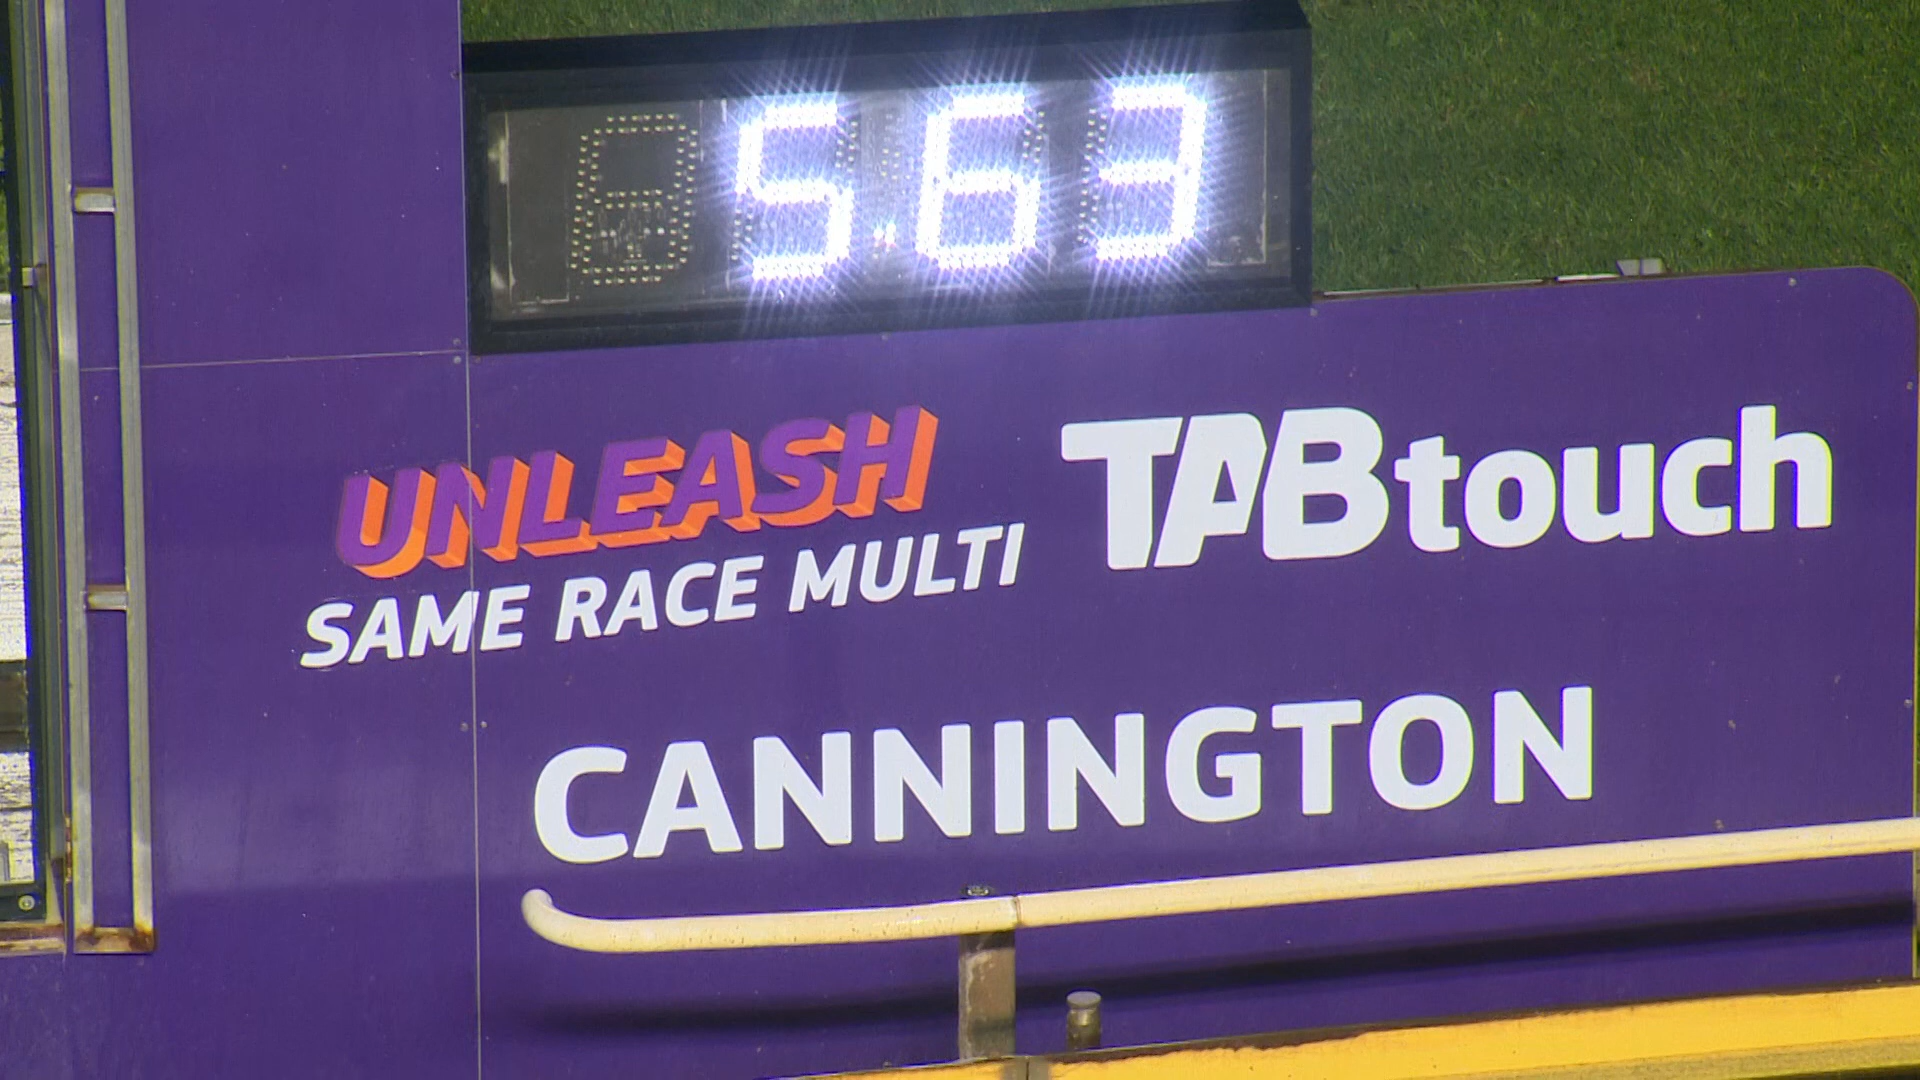 5.63
UNLEASH
SAME RACE MULTI
TABtouch
CANNINGTON